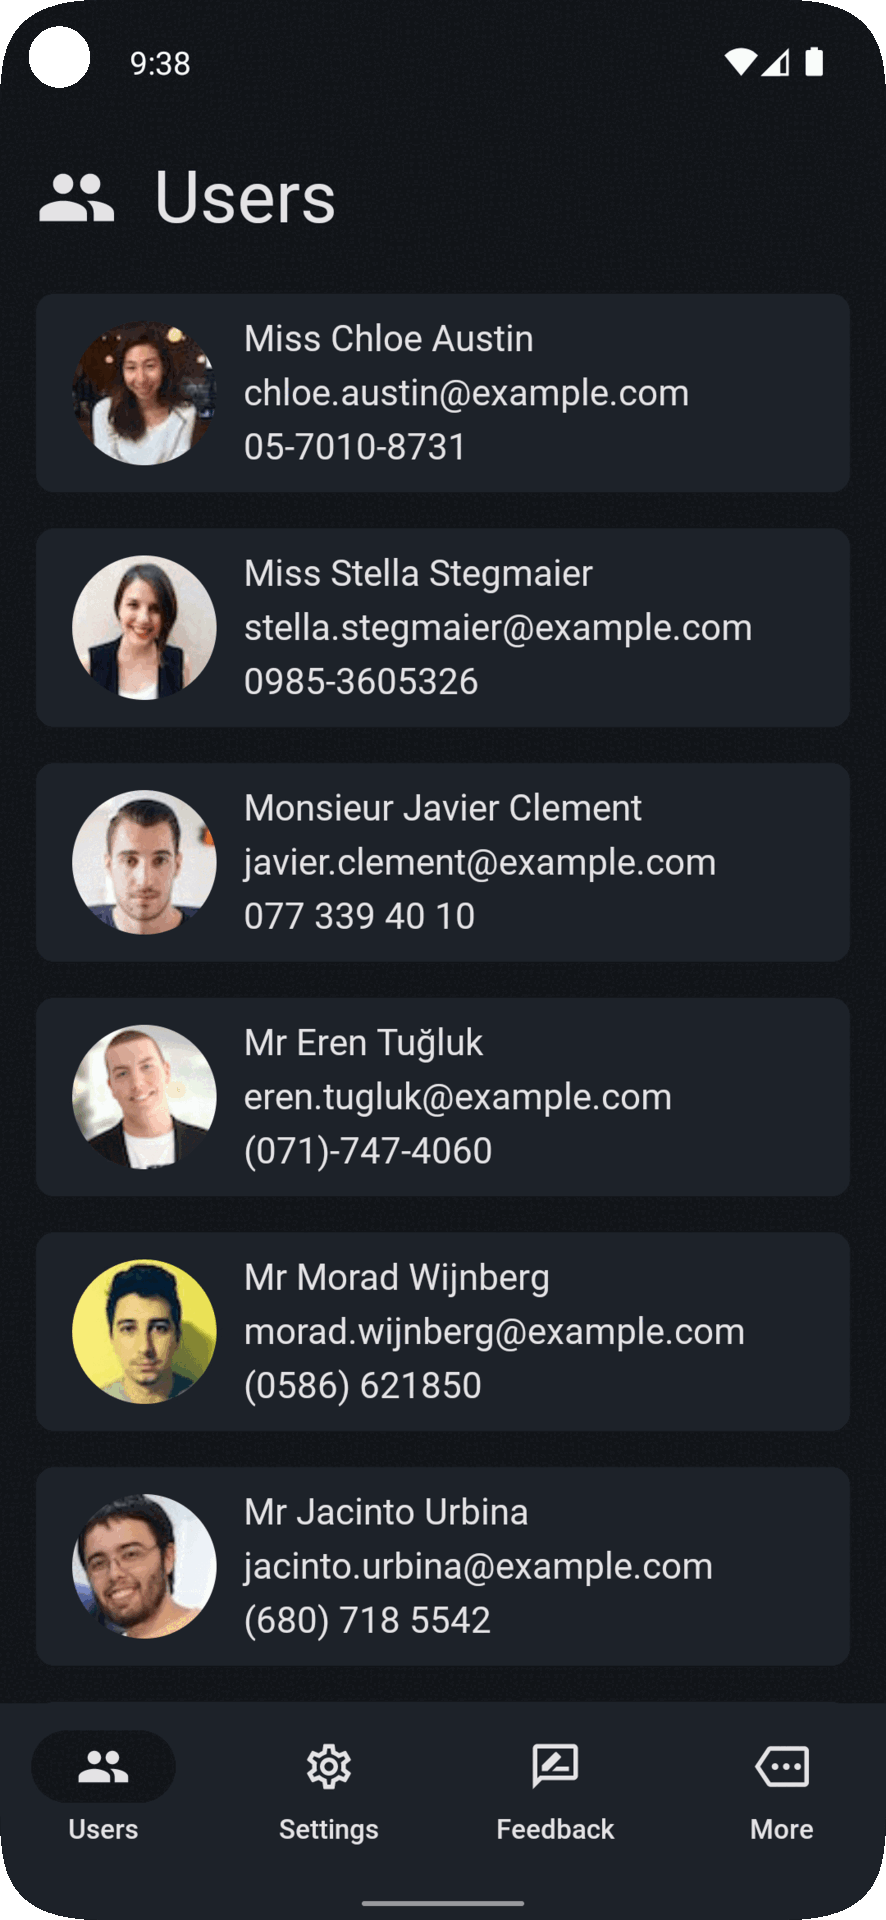 9:38
Users
Miss Chloe Austin
chloe.austin@example.com
05-7010-8731
Miss Stella Stegmaier
stella.stegmaier@example.com
0985-3605326
Monsieur Javier Clement
javier.clement@example.com
077 339 40 10
Mr Eren Tuğluk
eren.tugluk@example.com
(071)-747-4060
Mr Morad Wijnberg
morad.wijnberg@example.com
(0586) 621850
Mr Jacinto Urbina
jacinto.urbina@example.com
(680) 718 5542
Users Settings Feedback More